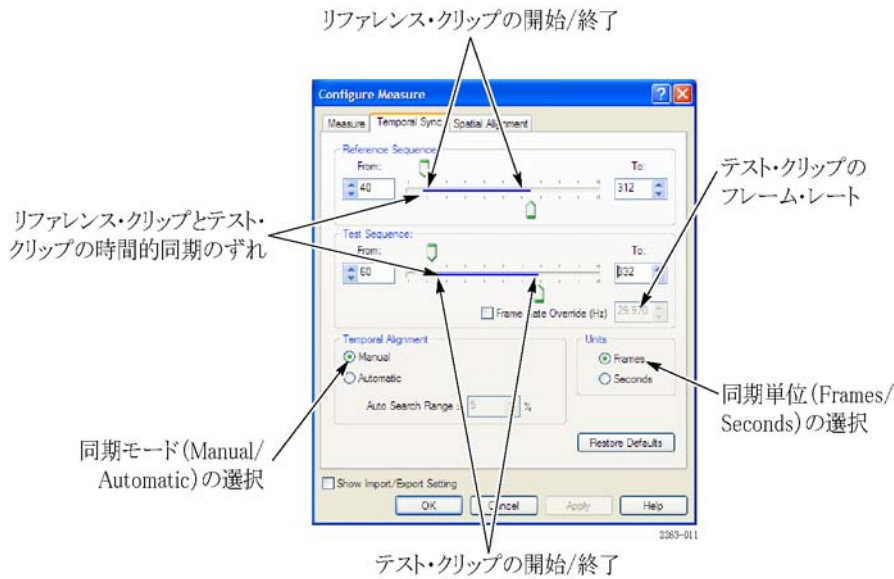 リファレンス・クリップの開始/終了
Configure Measure
Measure
Temporal Sync
Spatial Alignment
Reference Sequence:
From:
To:
40
312
テスト・クリップの
フレーム・レート
リファレンス・クリップとテスト・
クリップの時間的同期のずれ
Test Sequence:
From:
To:
60
332
Frame Rate Override (Hz)
29.970
Temporal Alignment
Manual
Automatic
Auto Search Range :
5
%
Units
Frames
Seconds
同期単位(Frames/
Seconds)の選択
同期モード(Manual/
Automatic)の選択
Restore Defaults
Show Import/Export Setting
OK
Cancel
Apply
Help
2263-011
テスト・クリップの開始/終了